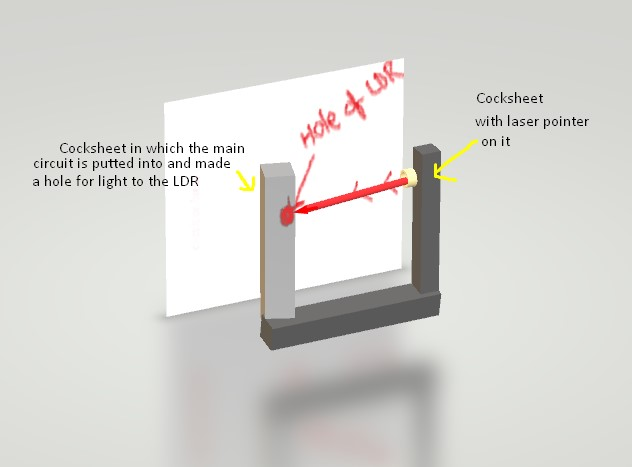 Hole of LDR
Cocksheet
with laser pointer
on it
Cocksheet in which the main
circuit is putted into and made
a hole for light to the LDR